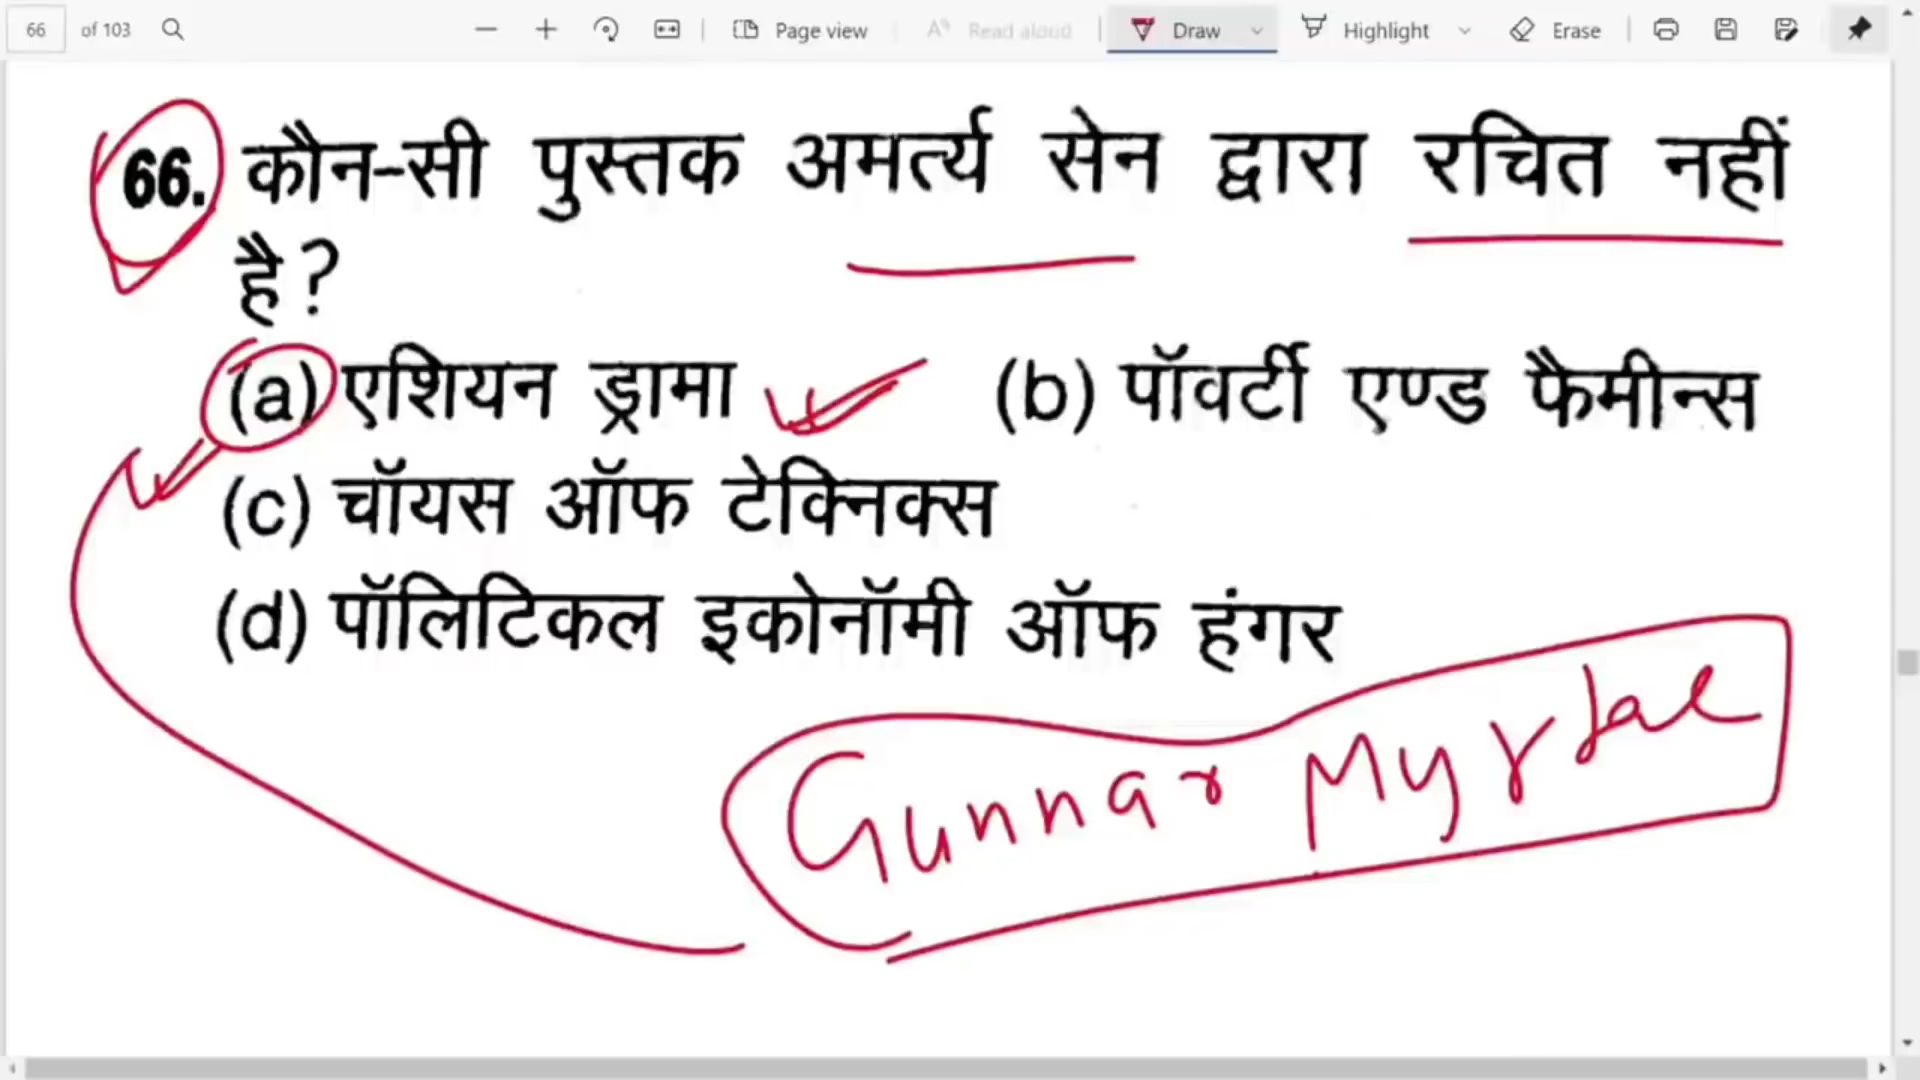 66 of 103 Page view Read aloud Draw Highlight Erase
66. कौन-सी पुस्तक अमर्त्य सेन द्वारा रचित नहीं
है?
(a) एशियन ड्रामा (b) पॉवर्टी एण्ड फैमीन्स
(c) चॉयस ऑफ टेक्निक्स
(d) पॉलिटिकल इकोनॉमी ऑफ हंगर
Gunnar Myrdal